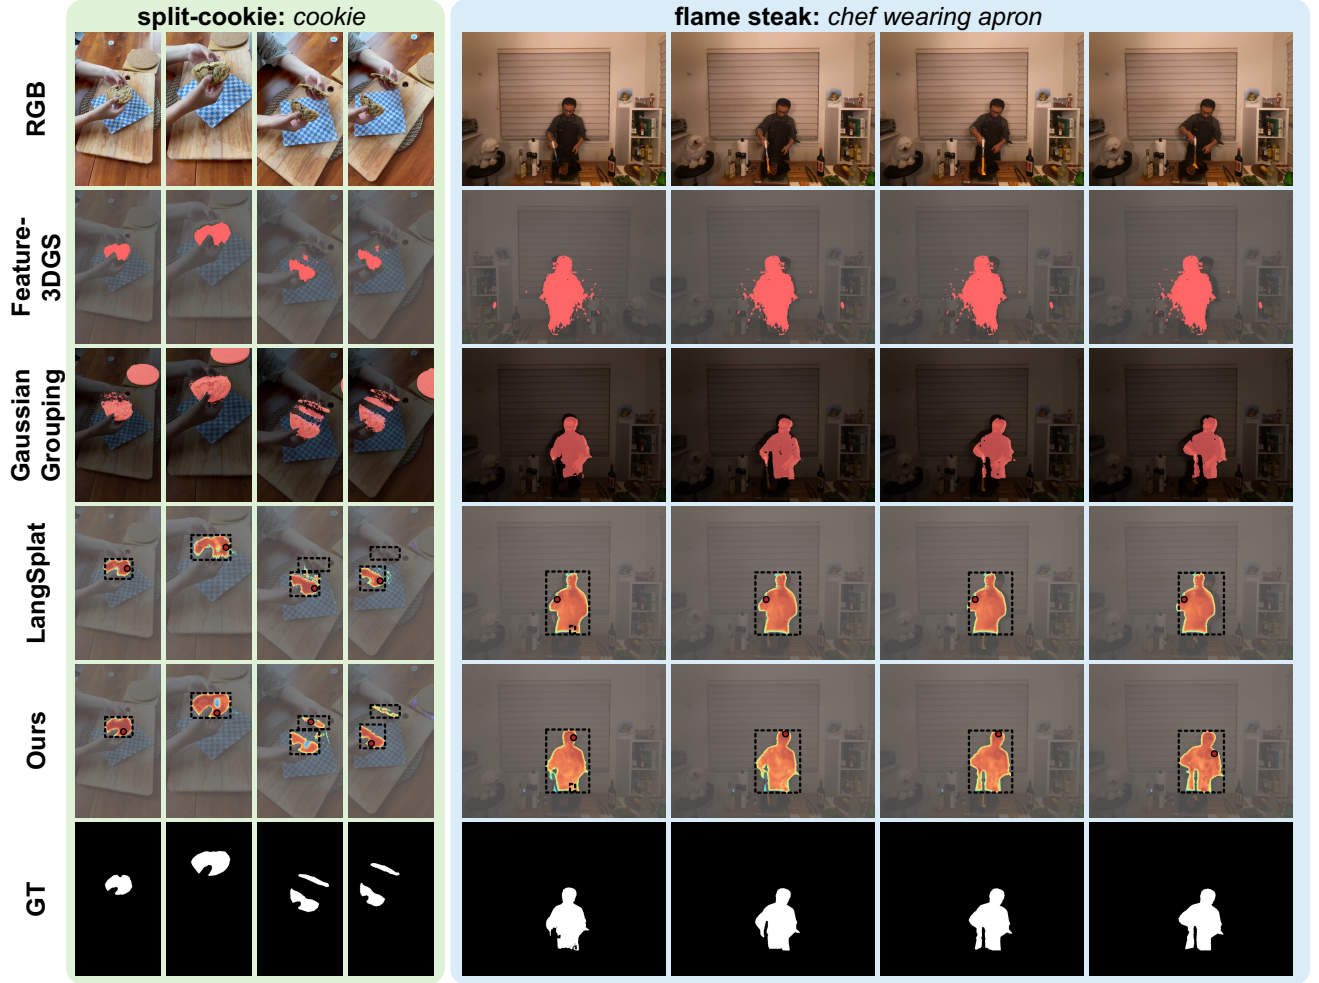 split-cookie: cookie
flame steak: chef wearing apron
RGB
Feature-
3DGS
Gaussian
Grouping
LangSplat
Ours
GT